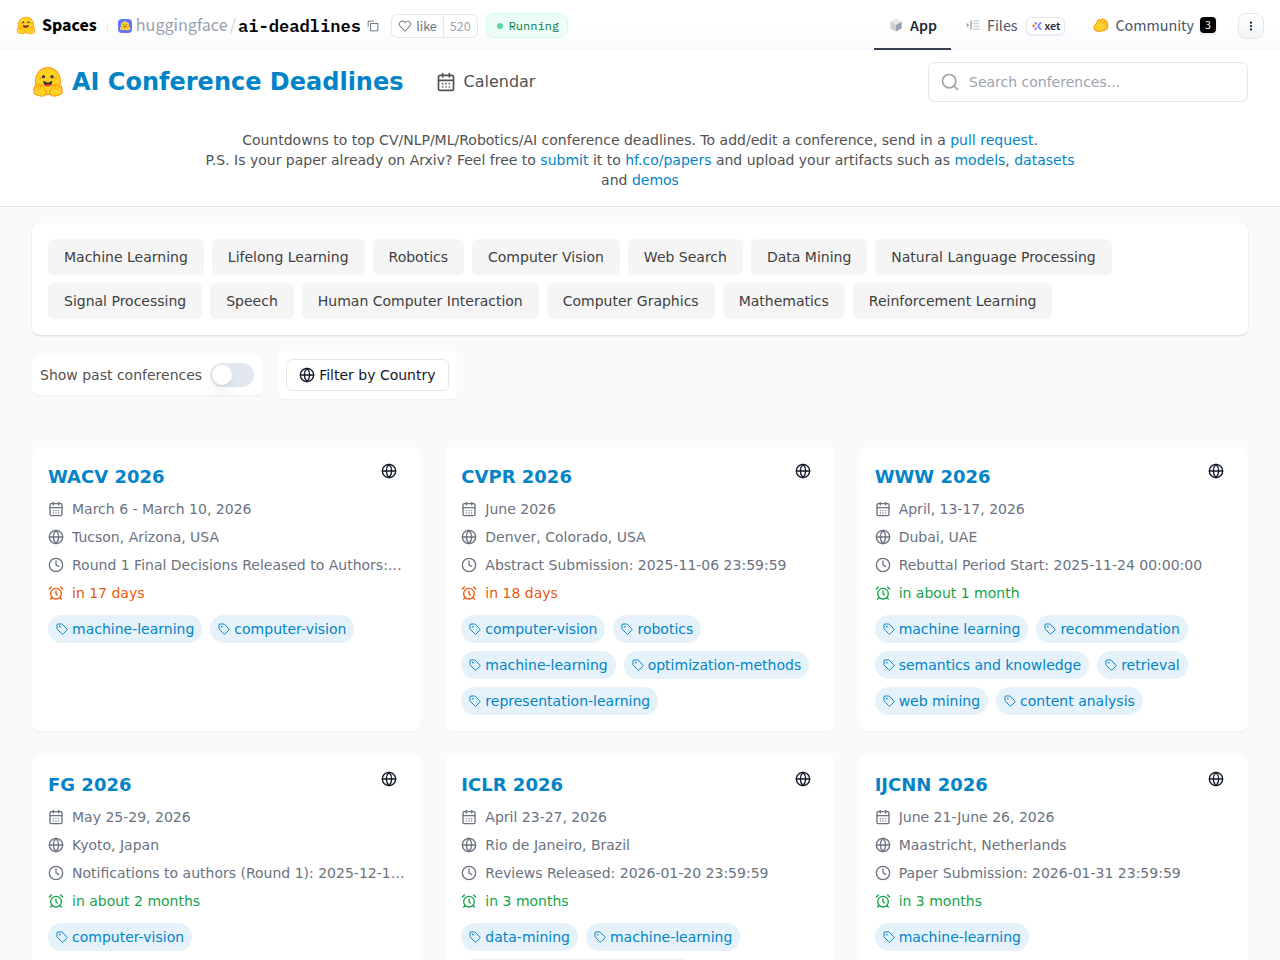 Spaces
huggingface/ai-deadlines
like 520
Running
App
Files
xet
Community 3
AI Conference Deadlines
Calendar
Search conferences...
Countdowns to top CV/NLP/ML/Robotics/AI conference deadlines. To add/edit a conference, send in a pull request.
P.S. Is your paper already on Arxiv? Feel free to submit it to hf.co/papers and upload your artifacts such as models, datasets
and demos
Machine Learning Lifelong Learning Robotics Computer Vision Web Search Data Mining Natural Language Processing
Signal Processing Speech Human Computer Interaction Computer Graphics Mathematics Reinforcement Learning
Show past conferences
Filter by Country
WACV 2026
March 6 - March 10, 2026
Tucson, Arizona, USA
Round 1 Final Decisions Released to Authors:...
in 17 days
machine-learning computer-vision
CVPR 2026
June 2026
Denver, Colorado, USA
Abstract Submission: 2025-11-06 23:59:59
in 18 days
computer-vision robotics
machine-learning optimization-methods
representation-learning
WWW 2026
April, 13-17, 2026
Dubai, UAE
Rebuttal Period Start: 2025-11-24 00:00:00
in about 1 month
machine learning recommendation
semantics and knowledge retrieval
web mining content analysis
FG 2026
May 25-29, 2026
Kyoto, Japan
Notifications to authors (Round 1): 2025-12-1...
in about 2 months
computer-vision
ICLR 2026
April 23-27, 2026
Rio de Janeiro, Brazil
Reviews Released: 2026-01-20 23:59:59
in 3 months
data-mining machine-learning
IJCNN 2026
June 21-June 26, 2026
Maastricht, Netherlands
Paper Submission: 2026-01-31 23:59:59
in 3 months
machine-learning